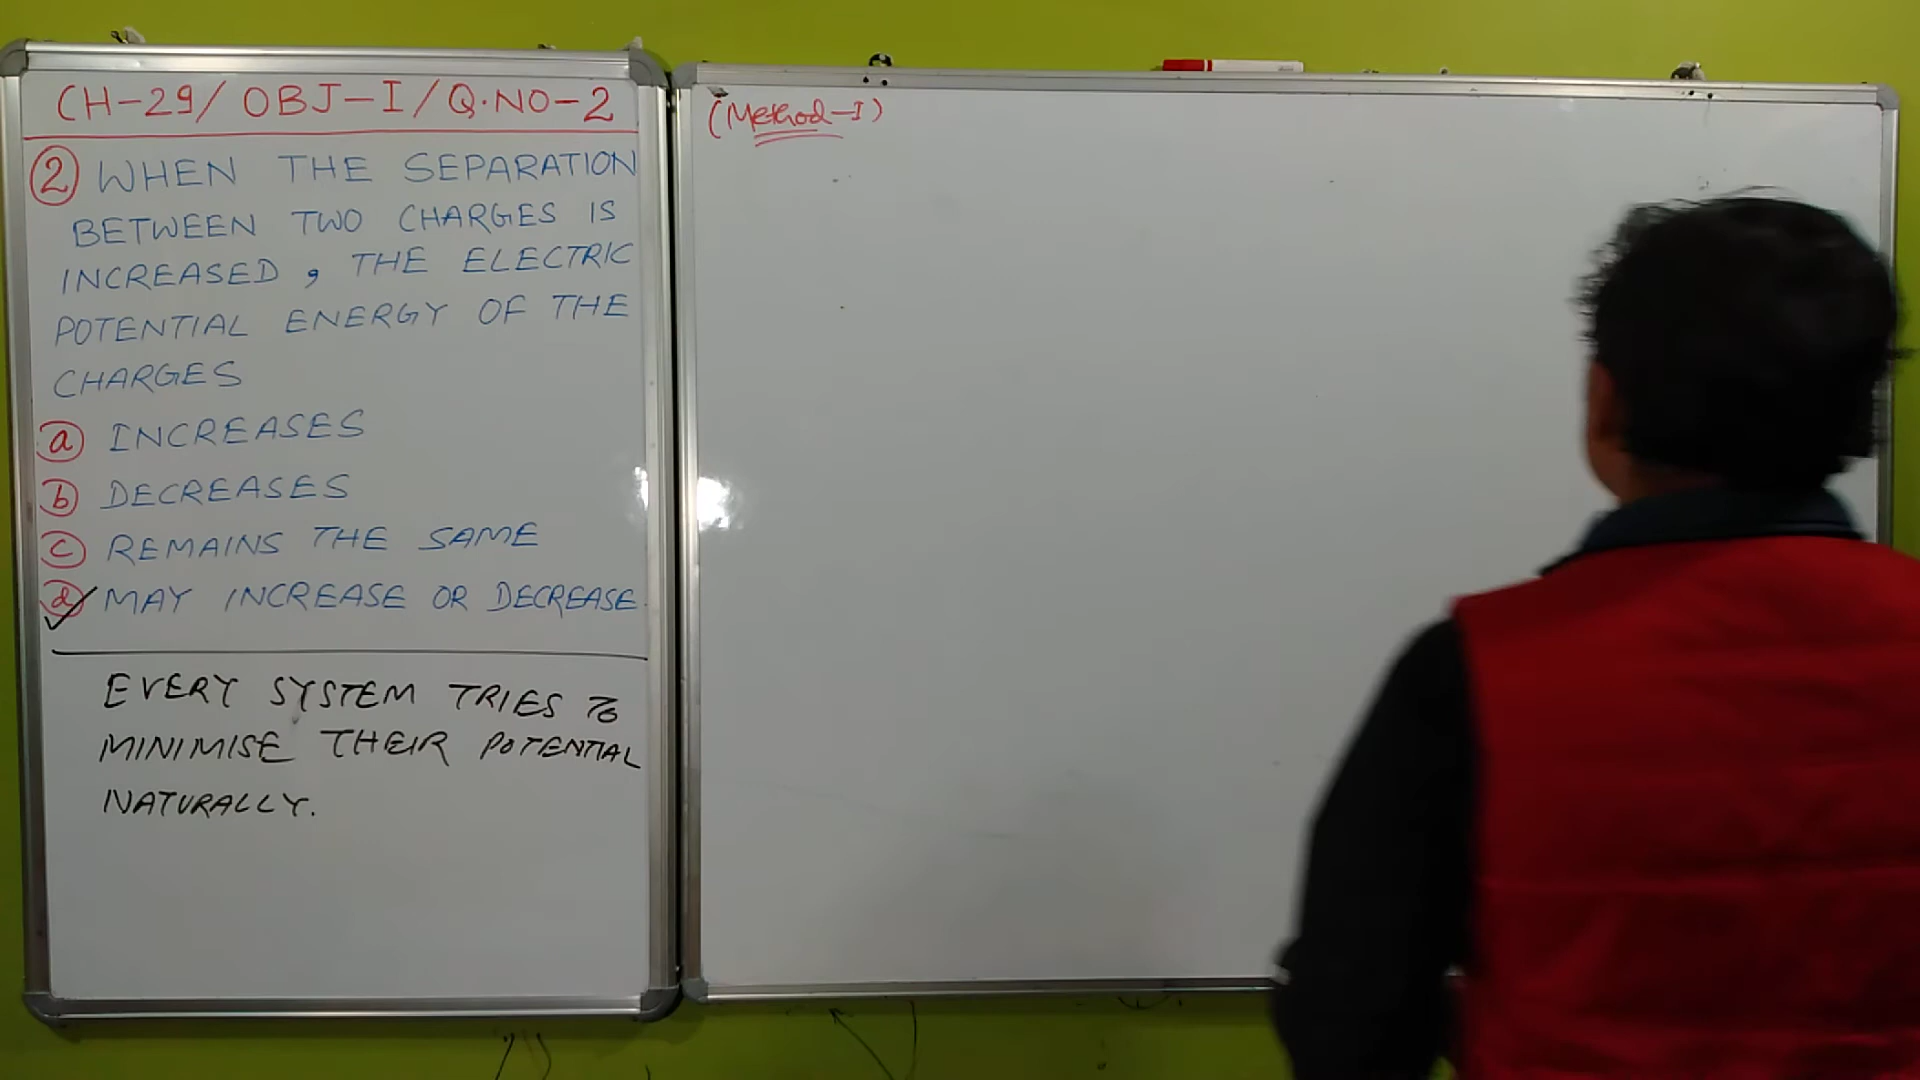 CH-29/ OBJ-I/Q.NO-2
2 WHEN THE SEPARATION
BETWEEN TWO CHARGES IS
INCREASED, THE ELECTRIC
POTENTIAL ENERGY OF THE
CHARGES
a INCREASES
b DECREASES
c REMAINS THE SAME
d MAY INCREASE OR DECREASE.
EVERY SYSTEM TRIES TO
MINIMISE THEIR POTENTIAL
NATURALLY.
(Method-I)